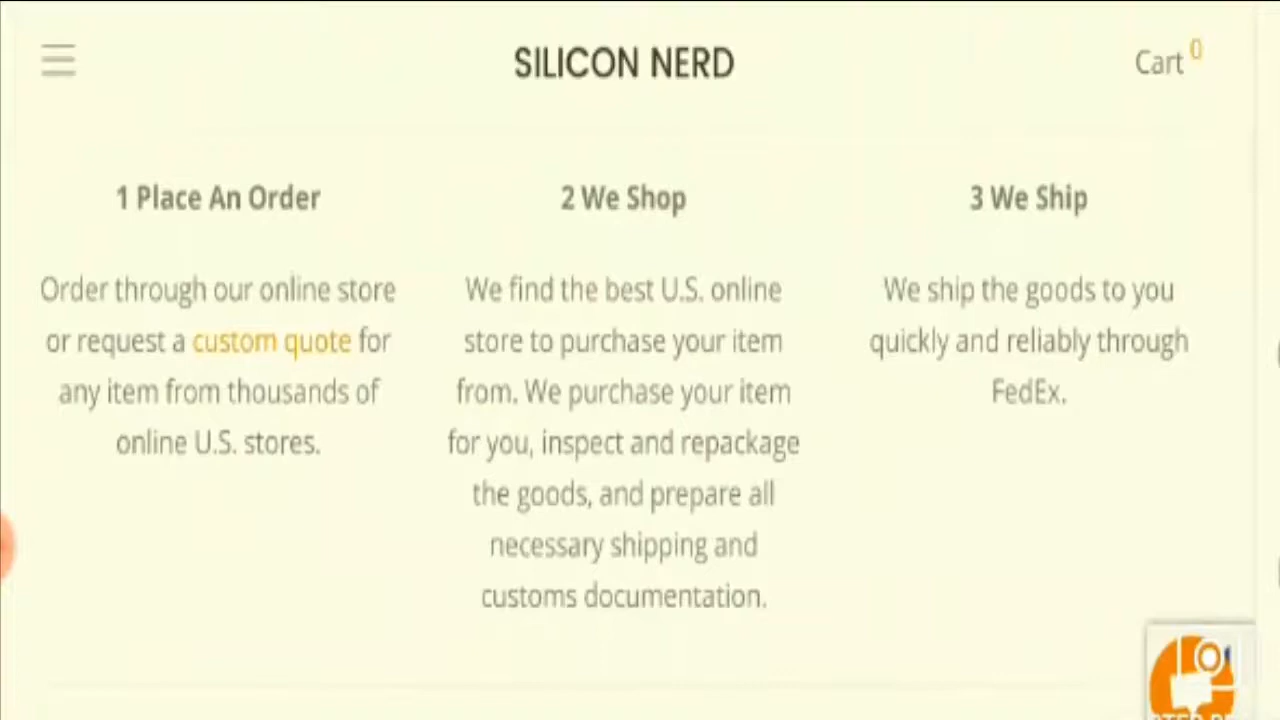 SILICON NERD
Cart 0
1 Place An Order
Order through our online store
or request a custom quote for
any item from thousands of
online U.S. stores.
2 We Shop
We find the best U.S. online
store to purchase your item
from. We purchase your item
for you, inspect and repackage
the goods, and prepare all
necessary shipping and
customs documentation.
3 We Ship
We ship the goods to you
quickly and reliably through
FedEx.